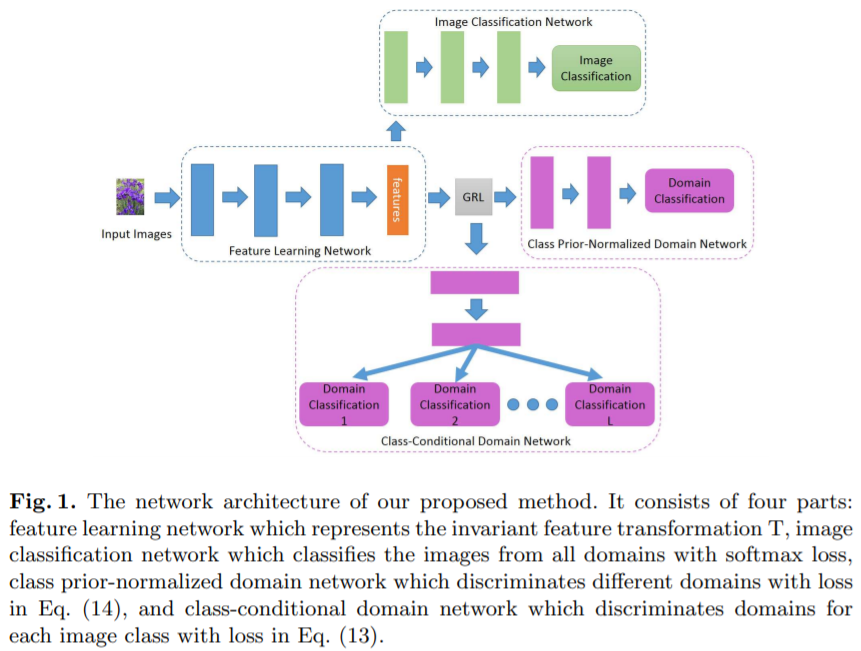 Image Classification Network
Image
Classification
Input Images
features
Feature Learning Network
GRL
Domain
Classification
Class Prior-Normalized Domain Network
Domain
Classification
1
Domain
Classification
2
Domain
Classification
L
Class-Conditional Domain Network
Fig. 1. The network architecture of our proposed method. It consists of four parts:
feature learning network which represents the invariant feature transformation T, image
classification network which classifies the images from all domains with softmax loss,
class prior-normalized domain network which discriminates different domains with loss
in Eq. (14), and class-conditional domain network which discriminates domains for
each image class with loss in Eq. (13).